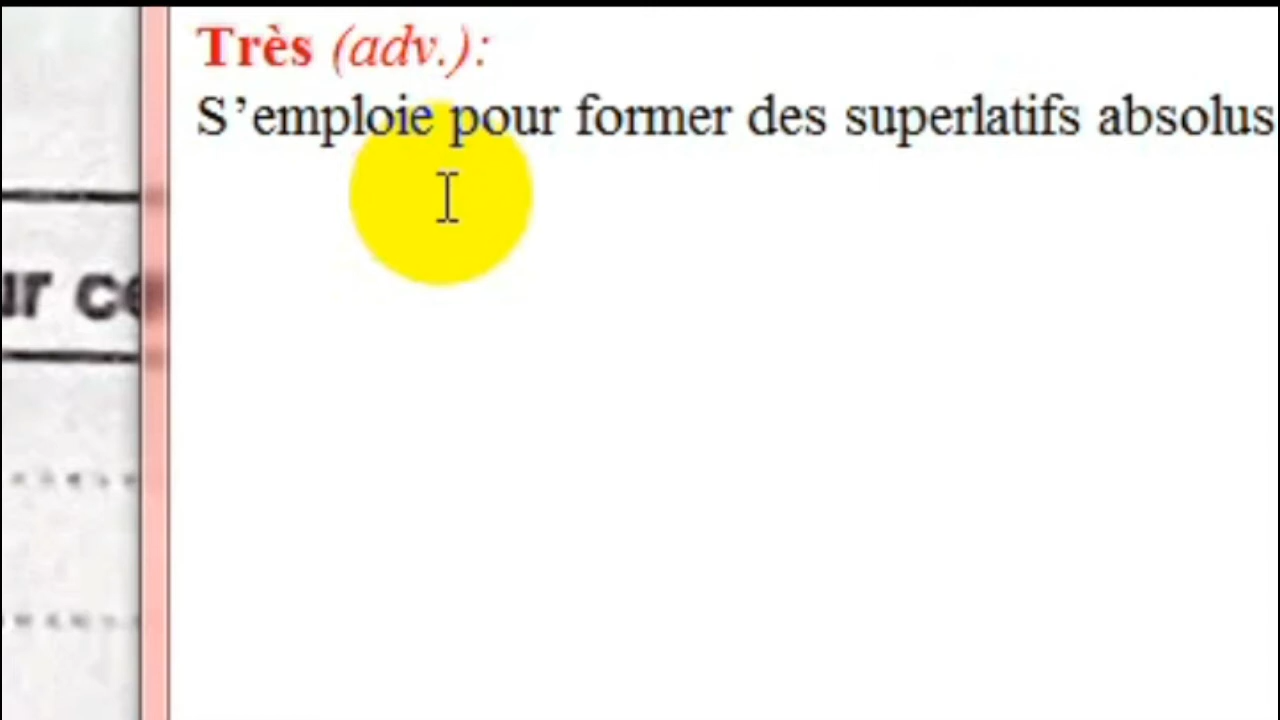 Très (adv.):
S’emploie pour former des superlatifs absolus